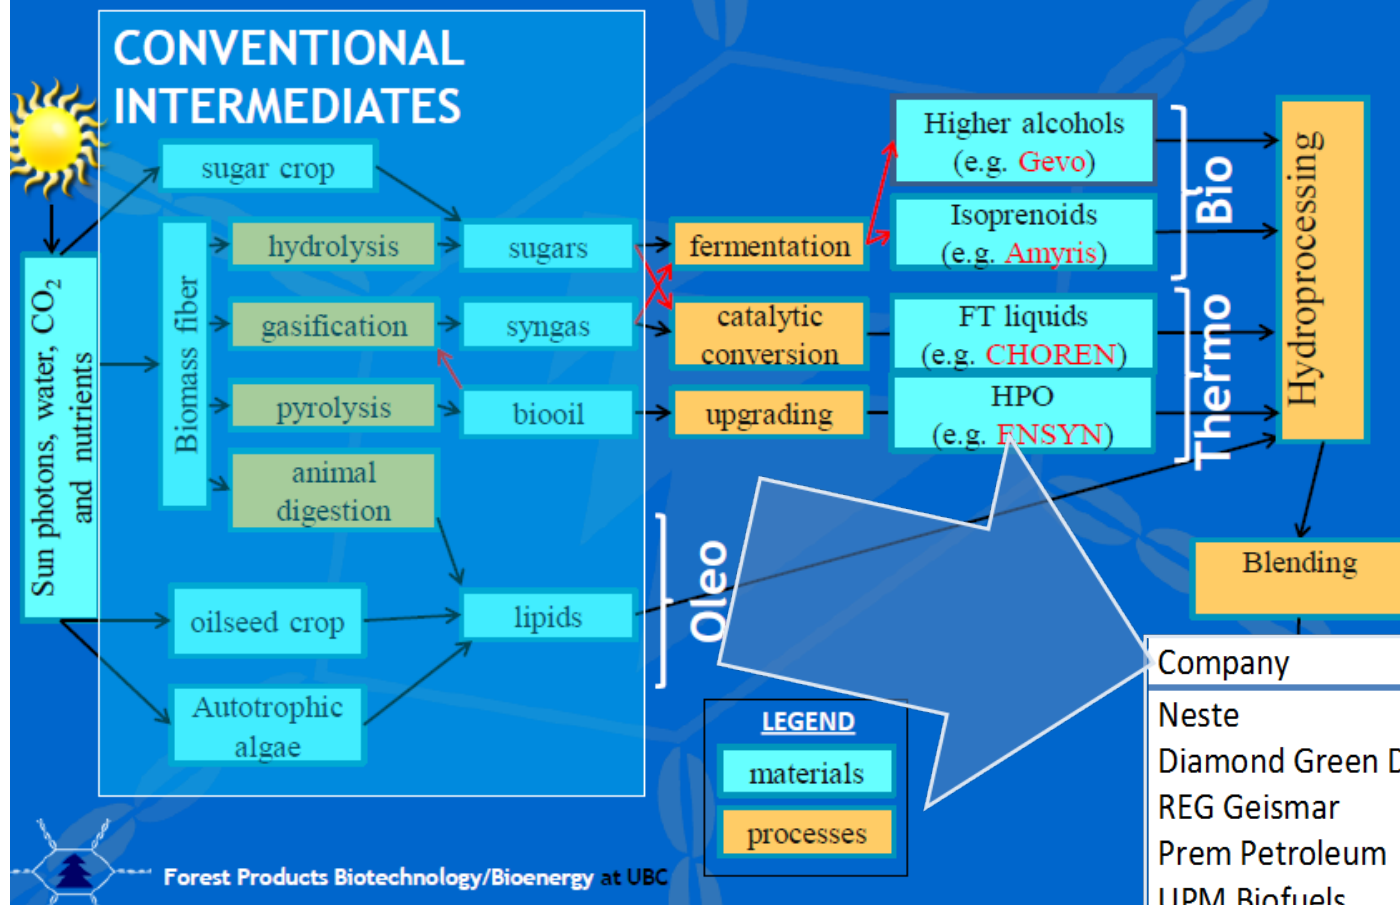 CONVENTIONAL
INTERMEDIATES
sugar crop
Sun photons, water, CO₂
and nutrients
Biomass fiber
hydrolysis
gasification
pyrolysis
animal
digestion
oilseed crop
Autotrophic
algae
sugars
syngas
biooil
lipids
fermentation
catalytic
conversion
upgrading
Higher alcohols
(e.g. Gevo)
Isoprenoids
(e.g. Amyris)
FT liquids
(e.g. CHOREN)
HPO
(e.g. ENSYN)
Bio
Thermo
Oleo
Hydroprocessing
Blending
LEGEND
materials
processes
Company
Neste
Diamond Green D
REG Geismar
Prem Petroleum
UPM Biofuels
Forest Products Biotechnology/Bioenergy at UBC